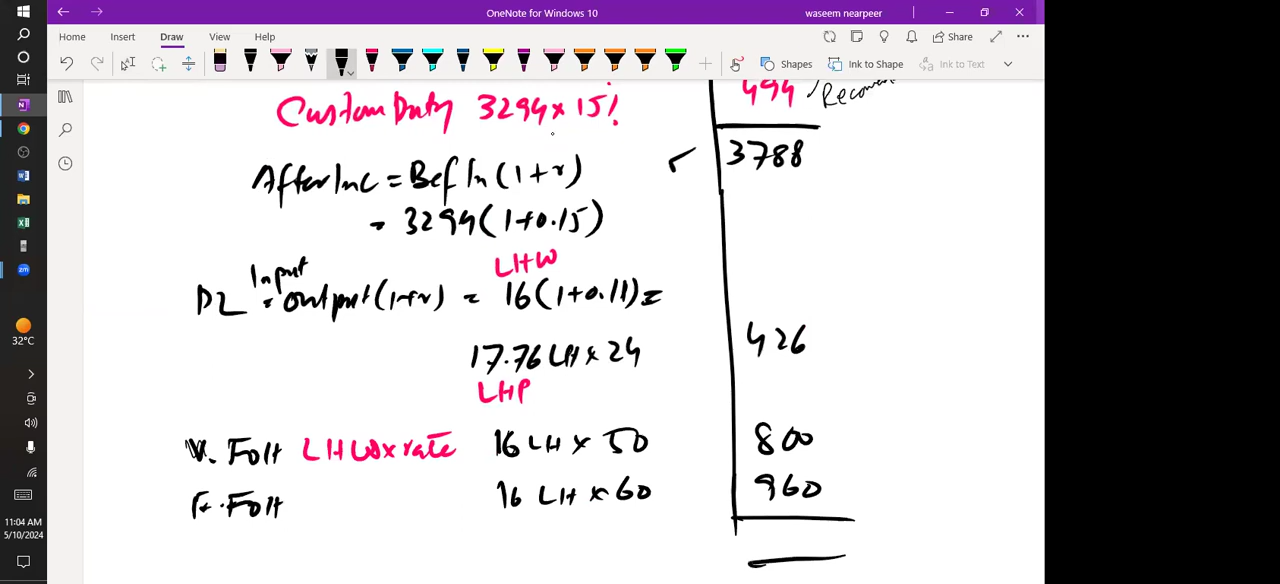 OneNote for Windows 10
waseem nearpeer
Home Insert Draw View Help
Share
Shapes Ink to Shape Ink to Text
494
Custom Duty 3294 x 15%
After Inc = Bef In (1+r) 3788
= 3294 (1+0.15)
LHW
Input
DL = output (1+r) = 16 (1+0.11) =
17.76 LH x 24 426
LHP
V. FOH LHW x rate 16 LH x 50 800
F. FOH 16 LH x 60 960
32°C
11:04 AM
5/10/2024